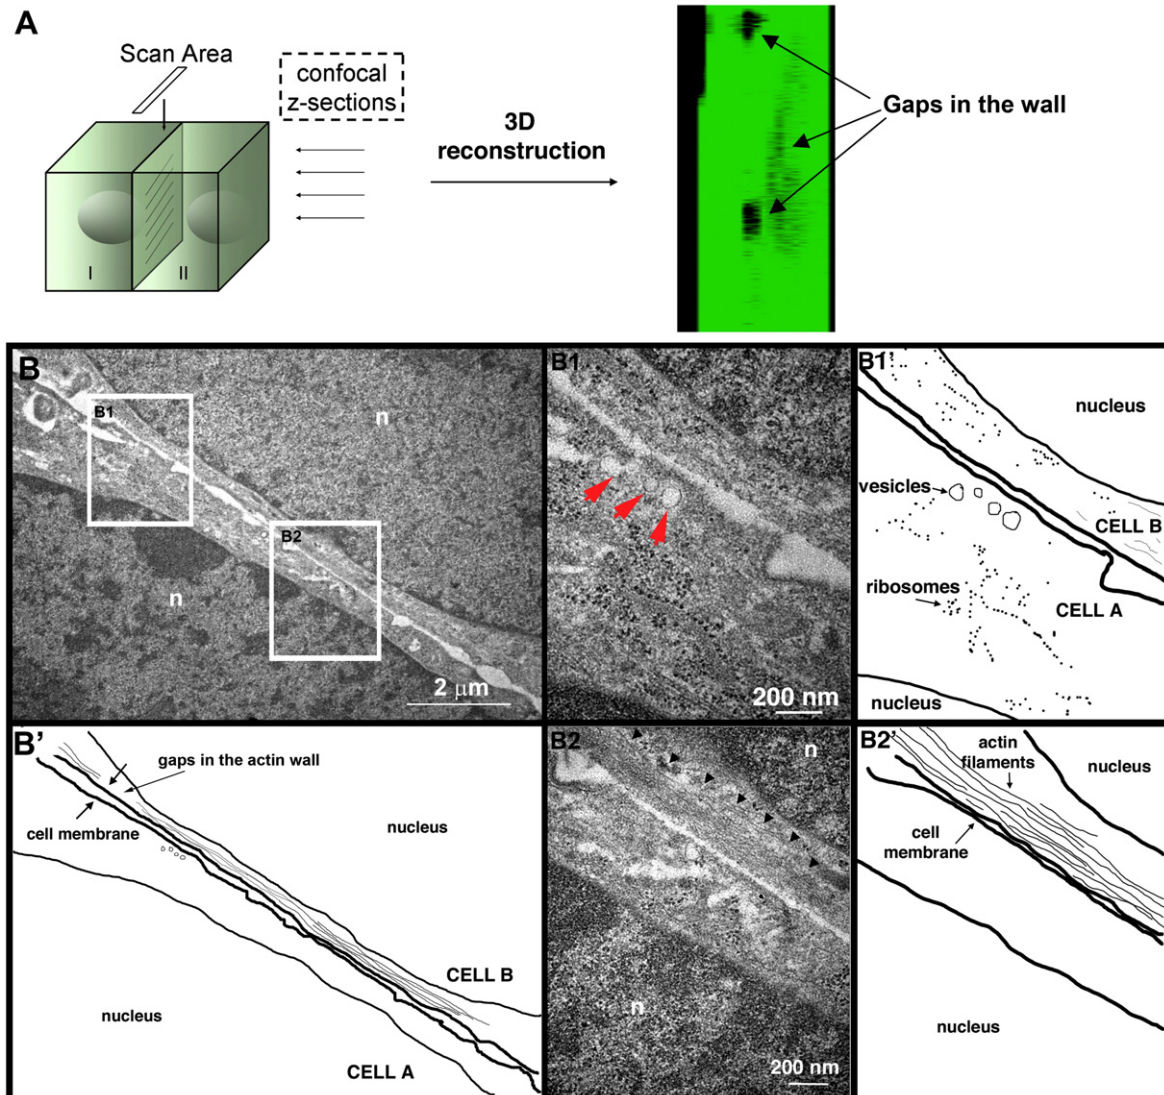 A
Scan Area
confocal
z-sections
3D
reconstruction
Gaps in the wall
I
II
B
B1
n
B2
n
2 μm
B1
200 nm
B1'
nucleus
vesicles
CELL B
ribosomes
CELL A
nucleus
B'
gaps in the actin wall
cell membrane
nucleus
CELL B
nucleus
CELL A
B2
n
n
200 nm
B2'
actin
filaments
nucleus
cell
membrane
nucleus